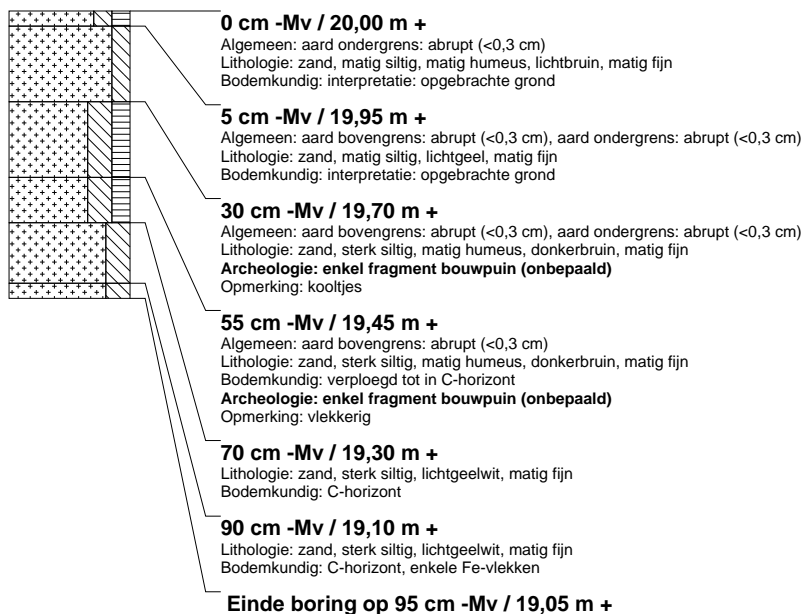 0 cm -Mv / 20,00 m +
Algemeen: aard ondergrens: abrupt (<0,3 cm)
Lithologie: zand, matig siltig, matig humeus, lichtbruin, matig fijn
Bodemkundig: interpretatie: opgebrachte grond
5 cm -Mv / 19,95 m +
Algemeen: aard bovengrens: abrupt (<0,3 cm), aard ondergrens: abrupt (<0,3 cm)
Lithologie: zand, matig siltig, lichtgeel, matig fijn
Bodemkundig: interpretatie: opgebrachte grond
30 cm -Mv / 19,70 m +
Algemeen: aard bovengrens: abrupt (<0,3 cm), aard ondergrens: abrupt (<0,3 cm)
Lithologie: zand, sterk siltig, matig humeus, donkerbruin, matig fijn
Archeologie: enkel fragment bouwpuin (onbepaald)
Opmerking: kooltjes
55 cm -Mv / 19,45 m +
Algemeen: aard bovengrens: abrupt (<0,3 cm)
Lithologie: zand, sterk siltig, matig humeus, donkerbruin, matig fijn
Bodemkundig: verploegd tot in C-horizont
Archeologie: enkel fragment bouwpuin (onbepaald)
Opmerking: vlekkerig
70 cm -Mv / 19,30 m +
Lithologie: zand, sterk siltig, lichtgeelwit, matig fijn
Bodemkundig: C-horizont
90 cm -Mv / 19,10 m +
Lithologie: zand, sterk siltig, lichtgeelwit, matig fijn
Bodemkundig: C-horizont, enkele Fe-vlekken
Einde boring op 95 cm -Mv / 19,05 m +